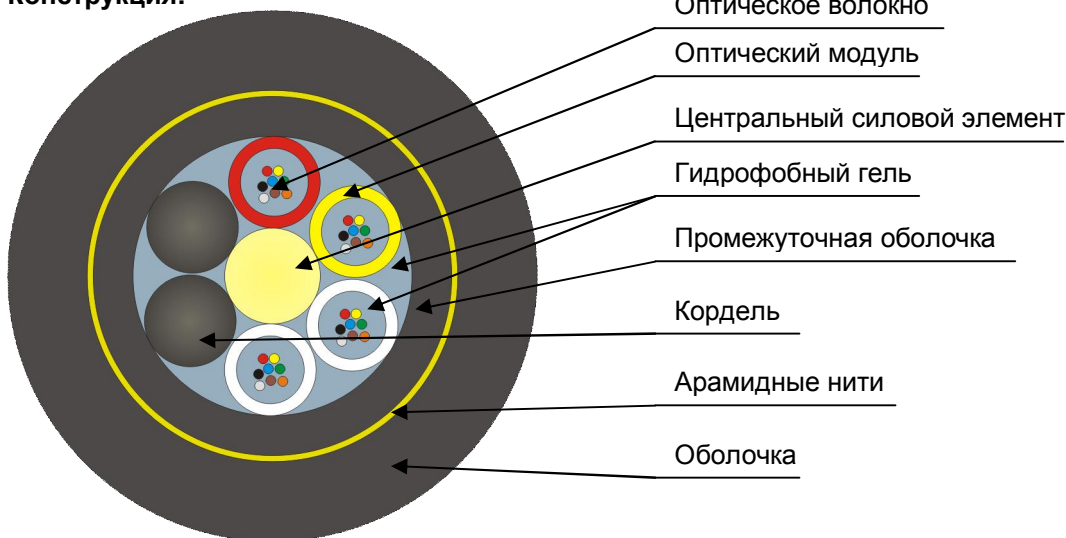 Конструкция:
Оптическое волокно
Оптический модуль
Центральный силовой элемент
Гидрофобный гель
Промежуточная оболочка
Кордель
Арамидные нити
Оболочка